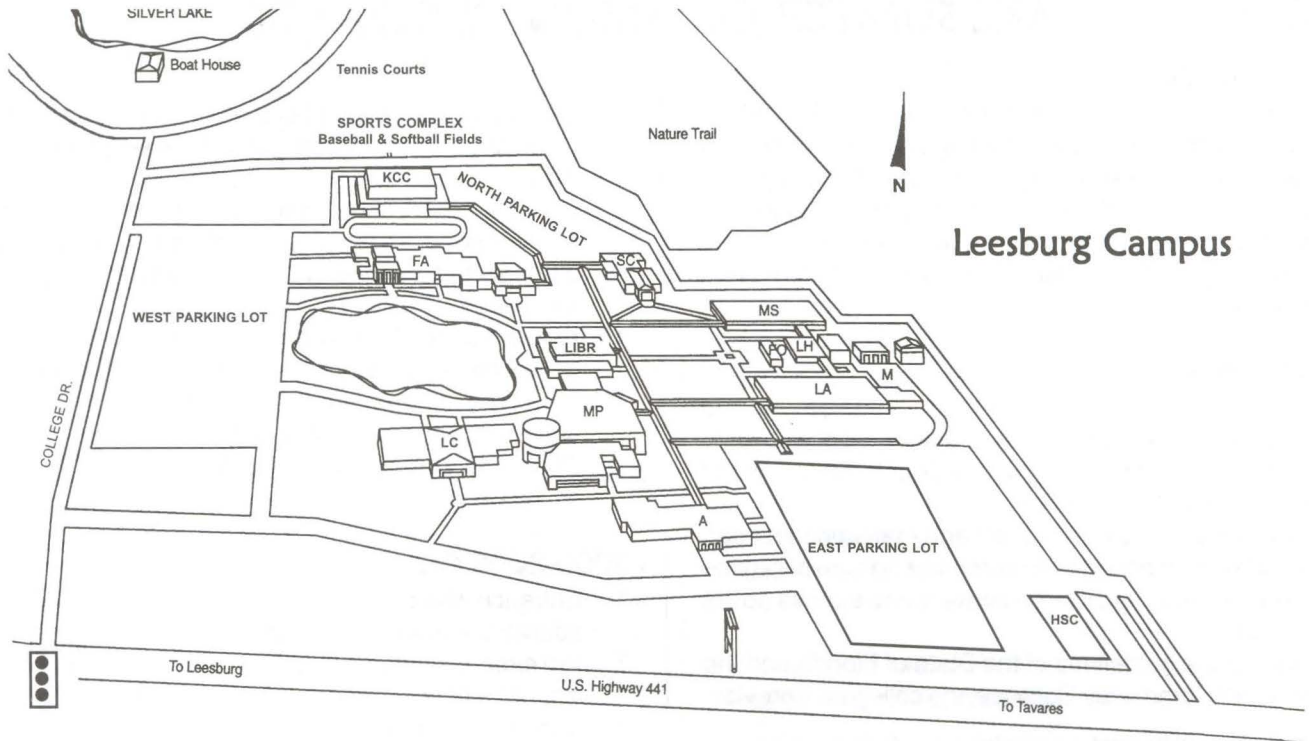 SILVER LAKE
Boat House
Tennis Courts
SPORTS COMPLEX
Baseball & Softball Fields
Nature Trail
N
Leesburg Campus
KCC
NORTH PARKING LOT
FA
SC
WEST PARKING LOT
MS
LIBR
LH
M
LA
MP
LC
COLLEGE DR.
A
EAST PARKING LOT
HSC
To Leesburg
U.S. Highway 441
To Tavares